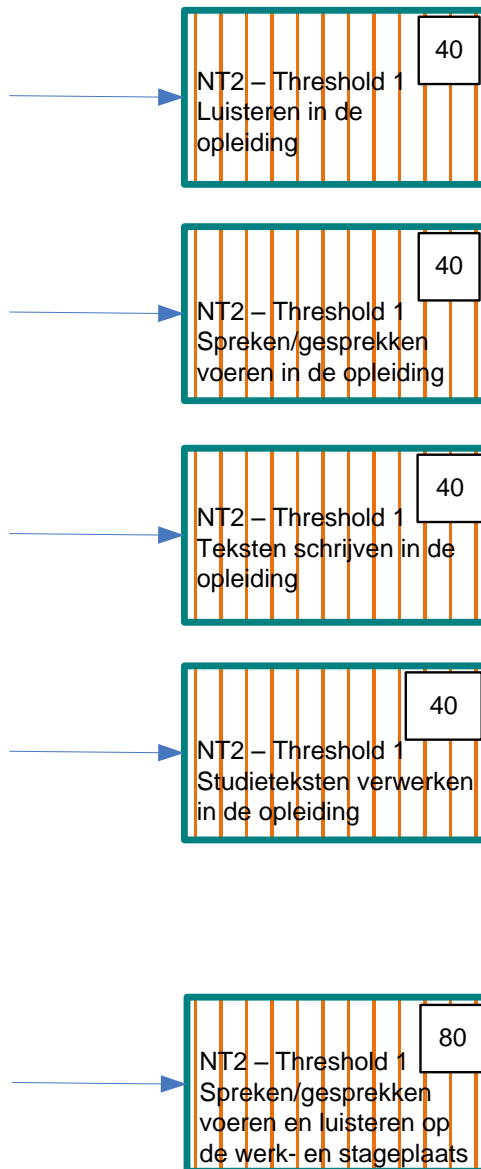 40
NT2 – Threshold 1
Luisteren in de
opleiding
40
NT2 – Threshold 1
Spreken/gesprekken
voeren in de opleiding
40
NT2 – Threshold 1
Teksten schrijven in de
opleiding
40
NT2 – Threshold 1
Studieteksten verwerken
in de opleiding
80
NT2 – Threshold 1
Spreken/gesprekken
voeren en luisteren op
de werk- en stageplaats